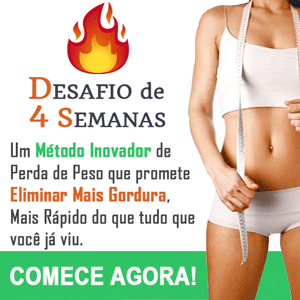 DESAFIO de
4 SEMANAS
Um Método Inovador de
Perda de Peso que promete
Eliminar Mais Gordura,
Mais Rápido do que tudo que
você já viu.
COMECE AGORA!